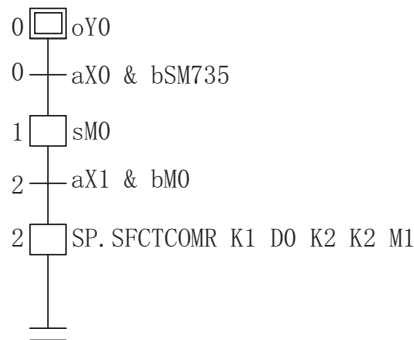 0 oY0
0 aX0 & bSM735
1 sM0
2 aX1 & bM0
2 SP.SFCTCOMR K1 D0 K2 K2 M1